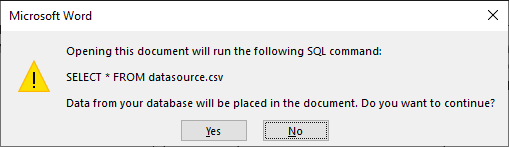 Microsoft Word
Opening this document will run the following SQL command:
SELECT * FROM datasource.csv
Data from your database will be placed in the document. Do you want to continue?
Yes
No